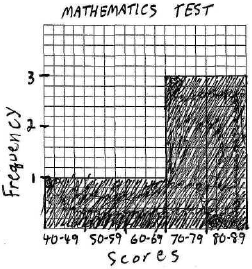 MATHEMATICS TEST
3
2
1
Frequency
40-49 50-59 60-69 70-79 80-89
Scores